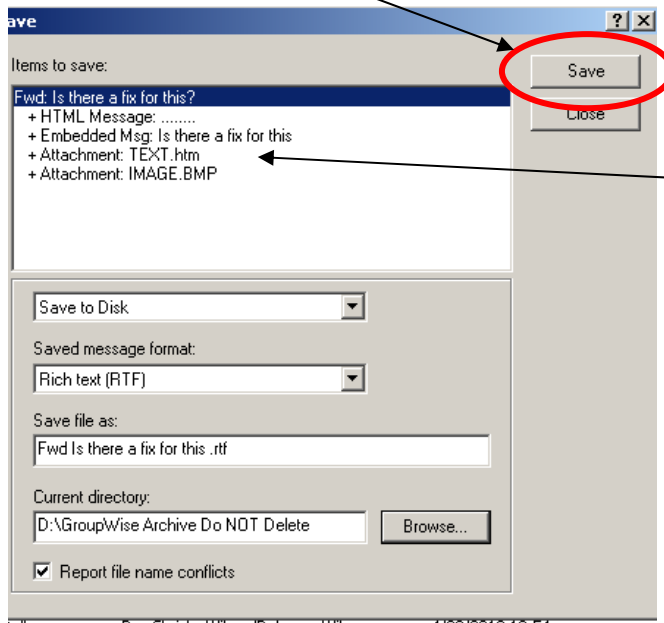 ave
Items to save:
Save
Fwd: Is there a fix for this?
+ HTML Message: ........
+ Embedded Msg: Is there a fix for this
+ Attachment: TEXT.htm
+ Attachment: IMAGE.BMP
Close
Save to Disk
Saved message format:
Rich text (RTF)
Save file as:
Fwd Is there a fix for this .rtf
Current directory:
D:\GroupWise Archive Do NOT Delete
Browse...
Report file name conflicts